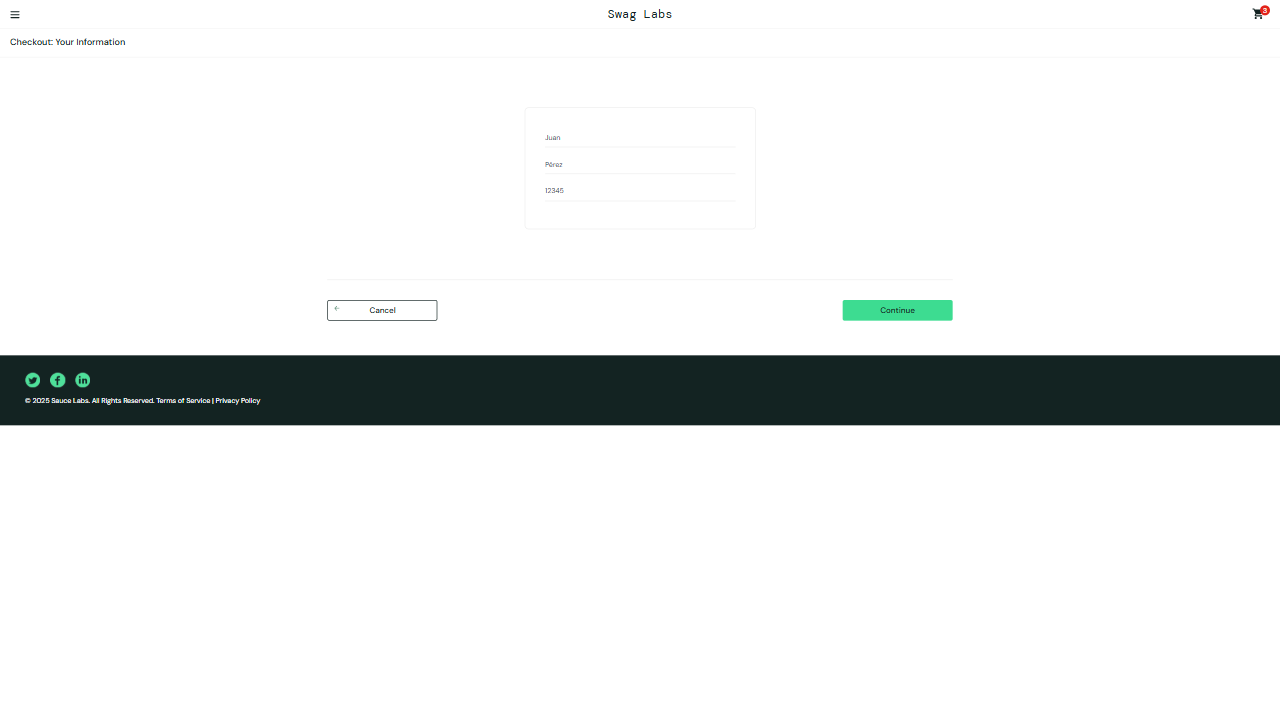 Swag Labs
3
Checkout: Your Information
Juan
Pérez
12345
Cancel
Continue
© 2025 Sauce Labs. All Rights Reserved. Terms of Service | Privacy Policy